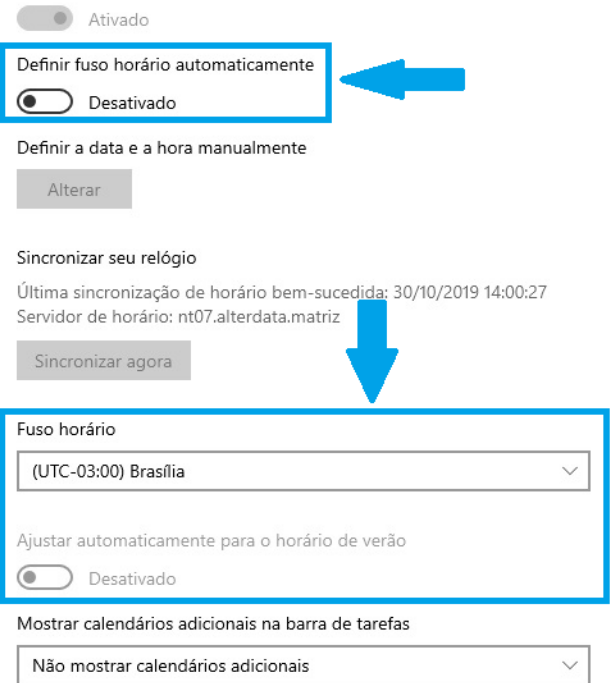 Ativado
Definir fuso horário automaticamente
Desativado
Definir a data e a hora manualmente
Alterar
Sincronizar seu relógio
Última sincronização de horário bem-sucedida: 30/10/2019 14:00:27
Servidor de horário: nt07.alterdata.matriz
Sincronizar agora
Fuso horário
(UTC-03:00) Brasília
Ajustar automaticamente para o horário de verão
Desativado
Mostrar calendários adicionais na barra de tarefas
Não mostrar calendários adicionais